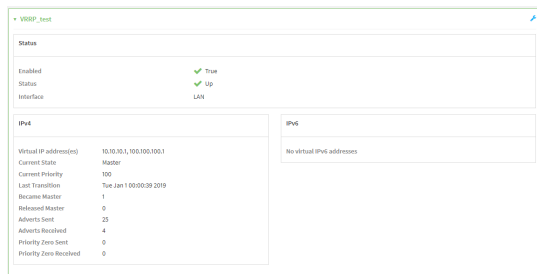 VRRP_test
Status
Enabled True
Status Up
Interface LAN
IPv4
Virtual IP address(es) 10.10.10.1, 100.100.100.1
Current State Master
Current Priority 100
Last Transition Tue Jan 1 00:00:39 2019
Became Master 1
Released Master 0
Adverts Sent 25
Adverts Received 4
Priority Zero Sent 0
Priority Zero Received 0
IPv6
No virtual IPv6 addresses